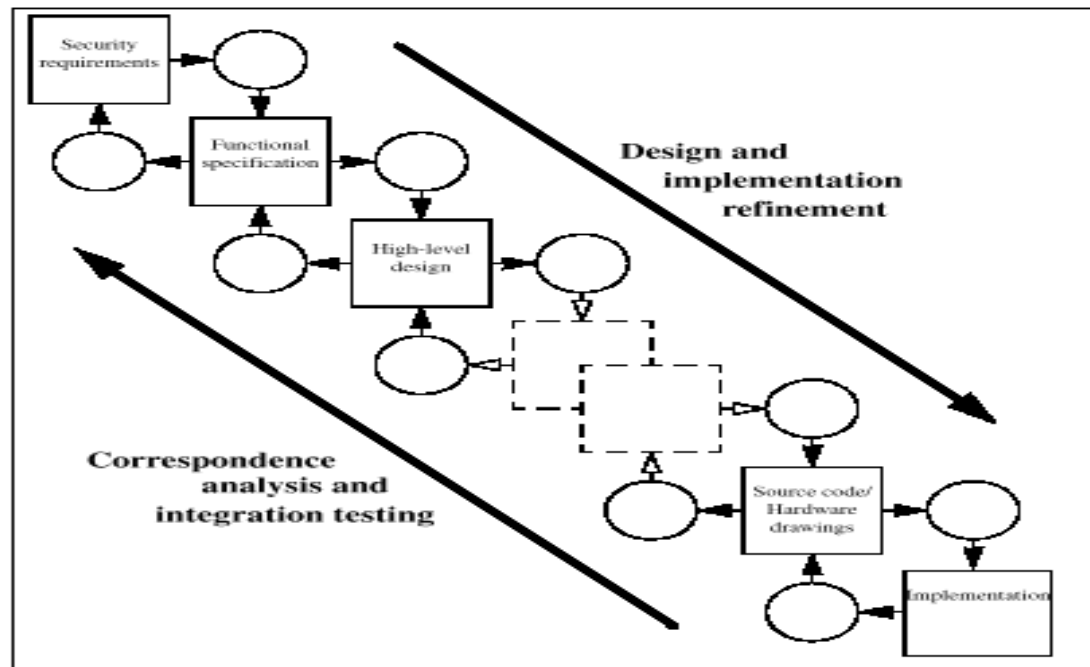 Security
requirements
Functional
specification
Design and
implementation
refinement
High-level
design
Correspondence
analysis and
integration testing
Source code/
Hardware
drawings
Implementation